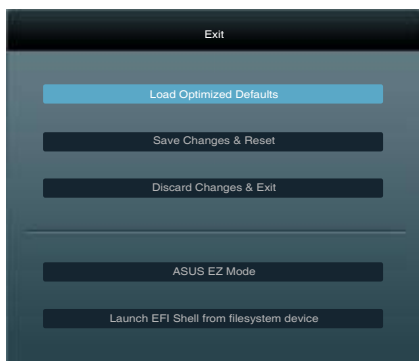 Exit
Load Optimized Defaults
Save Changes & Reset
Discard Changes & Exit
ASUS EZ Mode
Launch EFI Shell from filesystem device